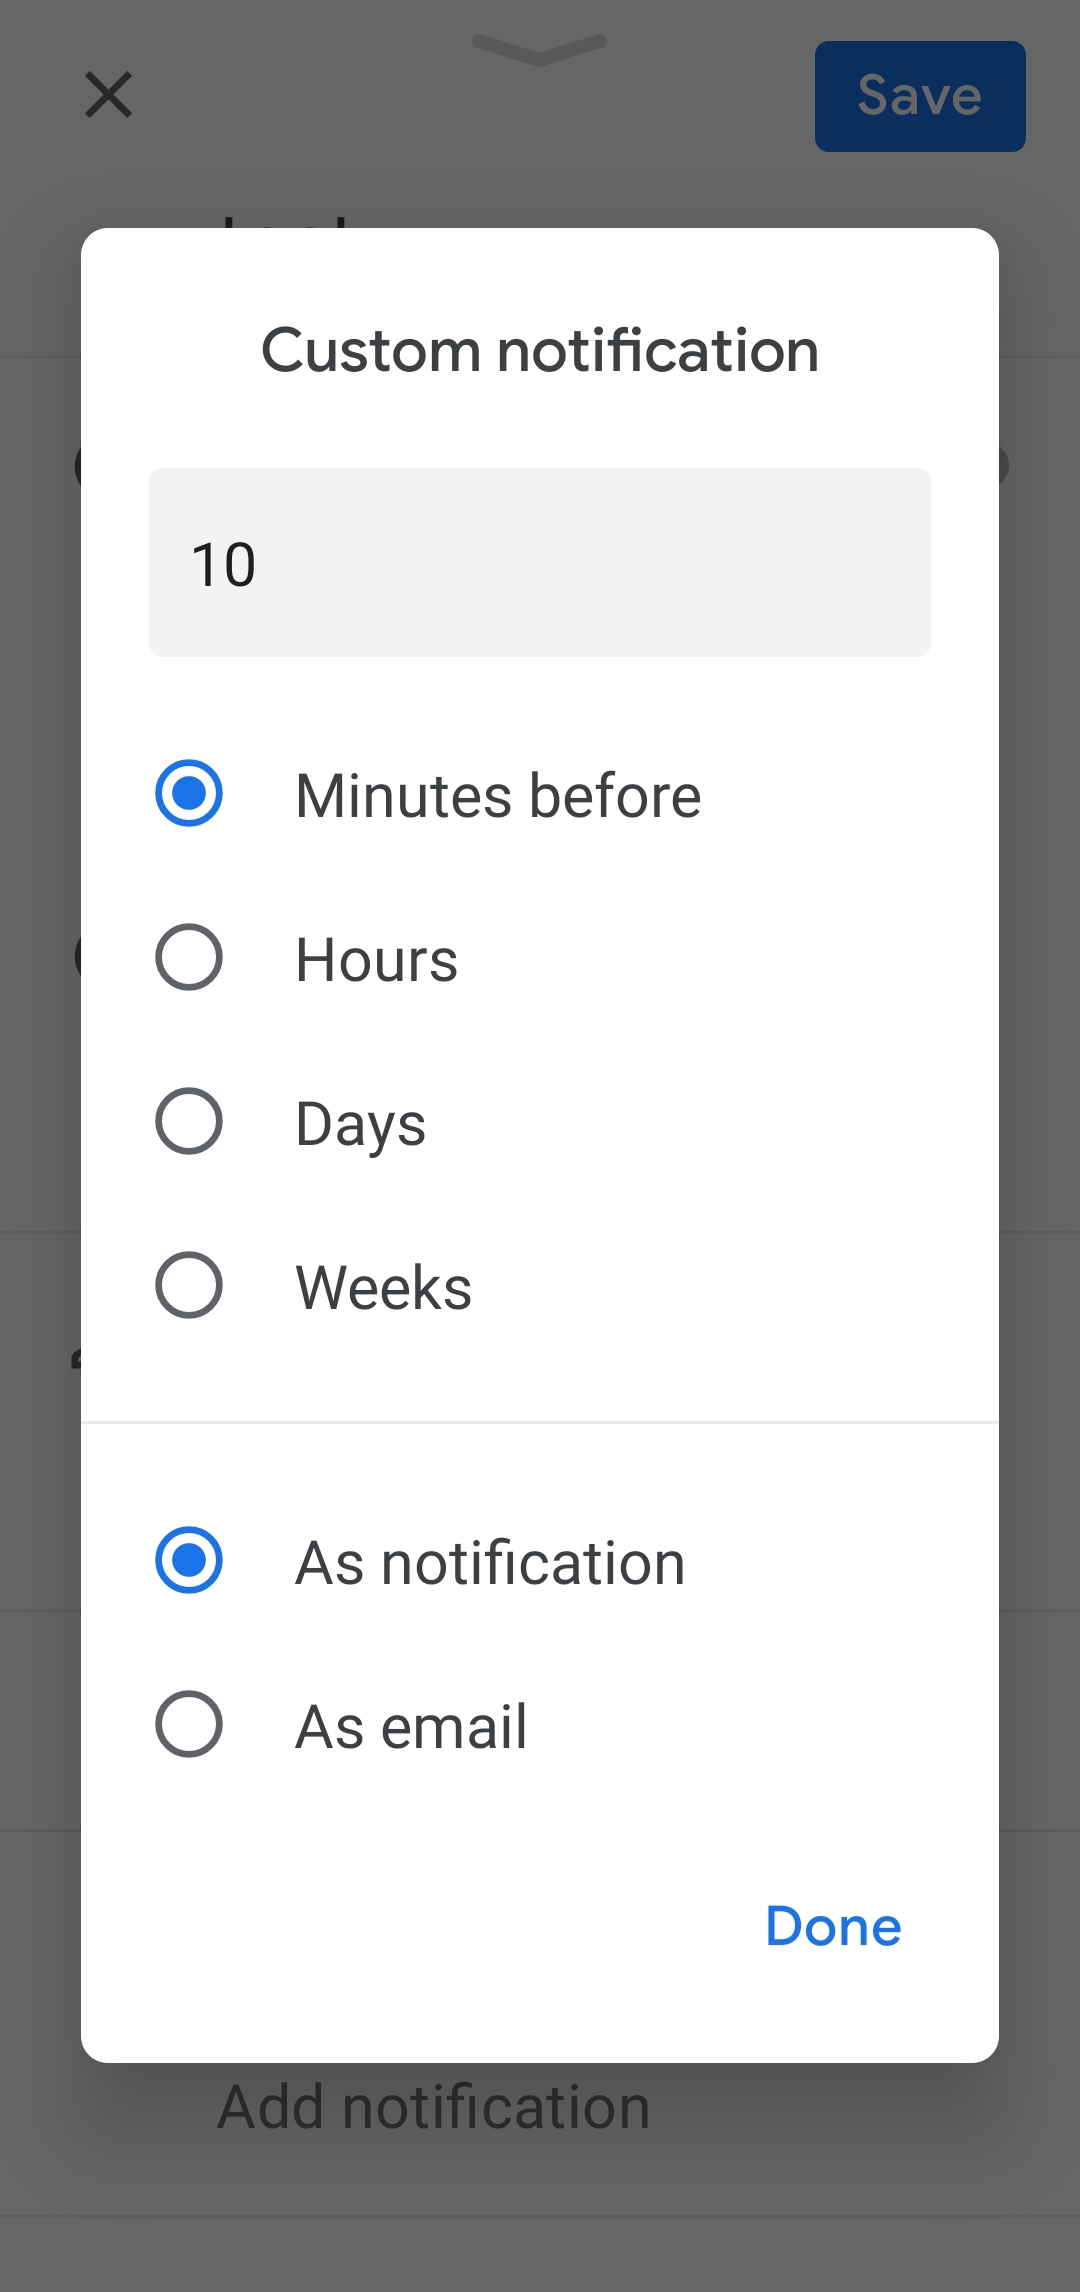 Save
Custom notification
10
Minutes before
Hours
Days
Weeks
As notification
As email
Done
Add notification